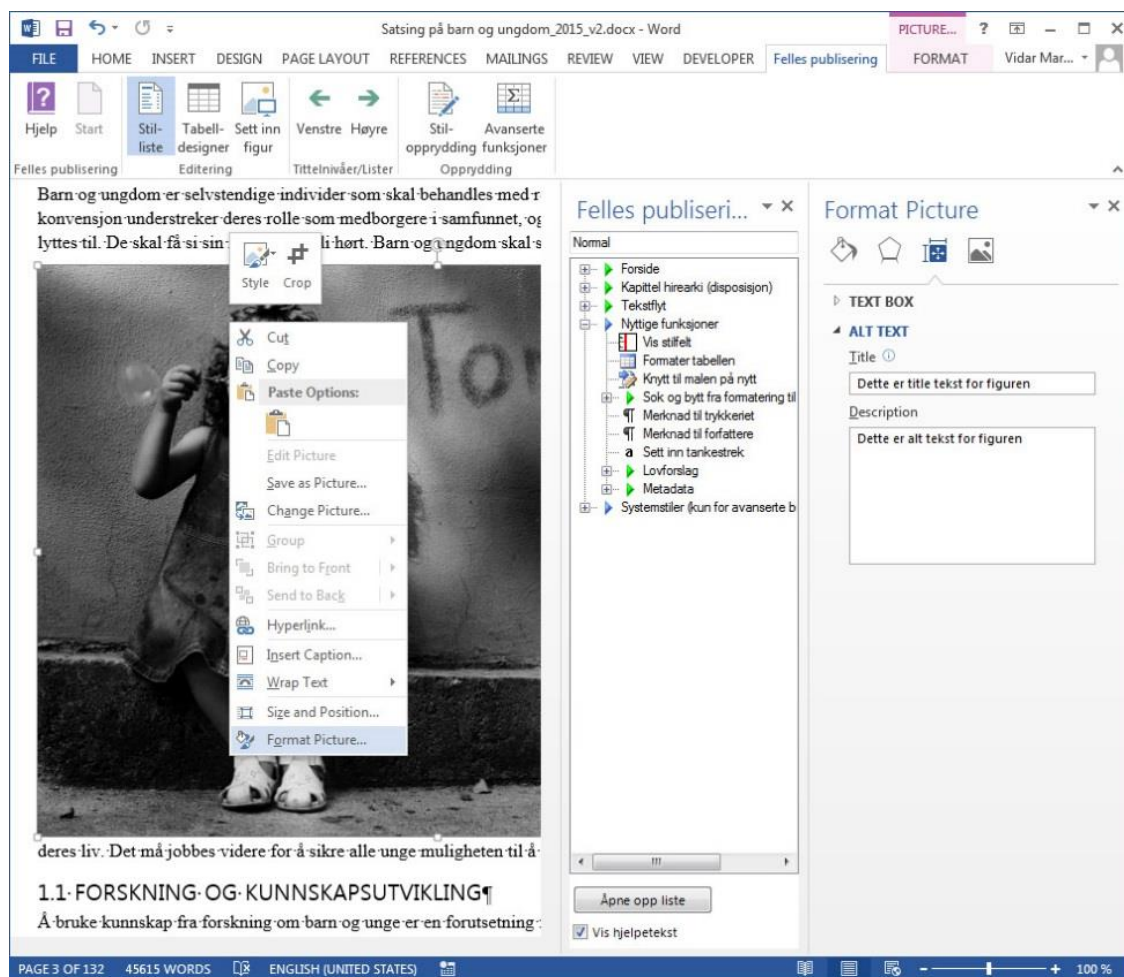 Satsing på barn og ungdom_2015_v2.docx - Word
PICTURE...
?
FILE HOME INSERT DESIGN PAGE LAYOUT REFERENCES MAILINGS REVIEW VIEW DEVELOPER Felles publisering FORMAT Vidar Mar...
Hjelp
Start
Stil-
liste
Tabell-
designer
Sett inn
figur
Venstre
Høyre
Stil-
opprydding
Avanserte
funksjoner
Felles publisering Editering Tittelnivåer/Lister Opprydding
Barn og ungdom er selvstendige individer som skal behandles med r
konvensjon understreker deres rolle som medborgere i samfunnet, og
lyttes til. De skal få si sin li hørt. Barn og ungdom skal s
Style Crop
Tor
Cut
Copy
Paste Options:
Edit Picture
Save as Picture...
Change Picture...
Group
Bring to Front
Send to Back
Hyperlink...
Insert Caption...
Wrap Text
Size and Position...
Format Picture...
deres liv. Det må jobbes videre for å sikre alle unge muligheten til å
1.1 FORSKNING OG KUNNSKAPSUTVIKLING¶
Å bruke kunnskap fra forskning om barn og unge er en forutsetning
Felles publiseri...
Normal
Forside
Kapittel hirearki (disposisjon)
Tekstflyt
Nyttige funksjoner
Vis stilfelt
Formater tabellen
Knytt til malen på nytt
Sok og bytt fra formatering til
¶ Merknad til trykkeriet
¶ Merknad til forfattere
a Sett inn tankestrek
Lovforslag
Metadata
Systemstiler (kun for avanserte b
Åpne opp liste
Vis hjelpetekst
Format Picture
TEXT BOX
ALT TEXT
Title
Dette er title tekst for figuren
Description
Dette er alt tekst for figuren
PAGE 3 OF 132 45615 WORDS ENGLISH (UNITED STATES) 100 %